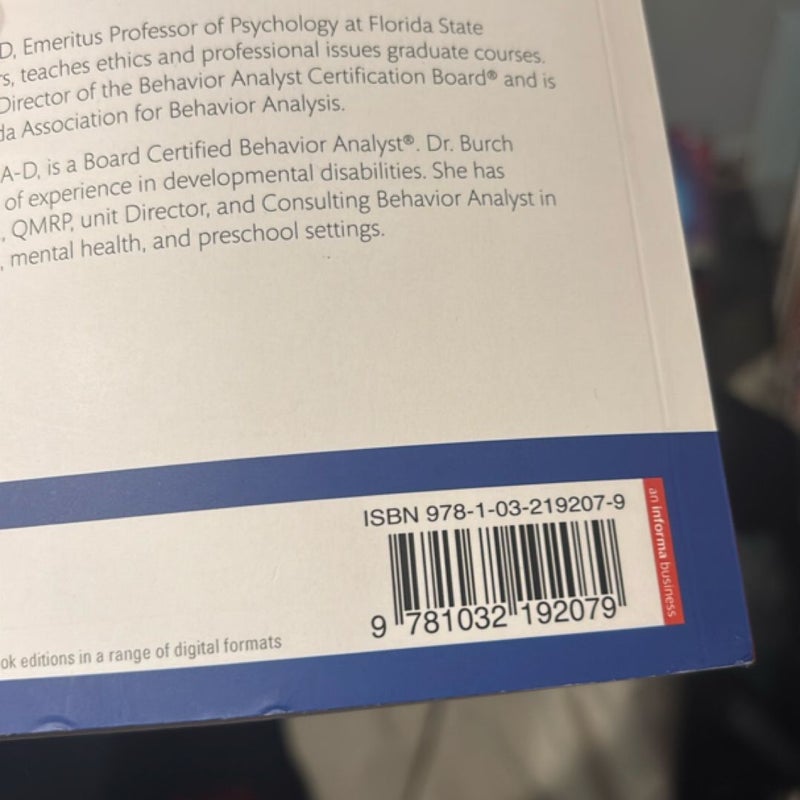 D, Emeritus Professor of Psychology at Florida State
rs, teaches ethics and professional issues graduate courses.
Director of the Behavior Analyst Certification Board® and is
da Association for Behavior Analysis.
A-D, is a Board Certified Behavior Analyst®. Dr. Burch
of experience in developmental disabilities. She has
, QMRP, unit Director, and Consulting Behavior Analyst in
, mental health, and preschool settings.
ISBN 978-1-03-219207-9
9 781032 192079
an informa business
ok editions in a range of digital formats